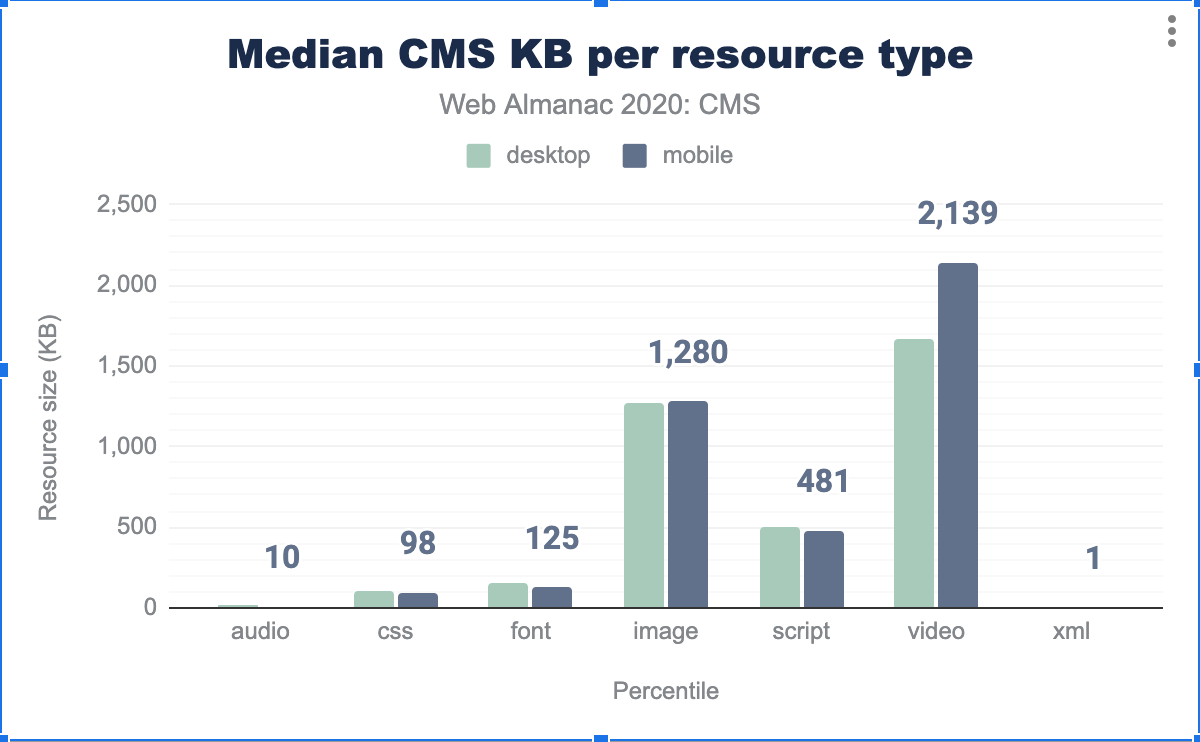 Median CMS KB per resource type
Web Almanac 2020: CMS
desktop mobile
Resource size (KB)
2,500
2,000
1,500
1,000
500
0
10
98
125
1,280
481
2,139
1
audio css font image script video xml
Percentile